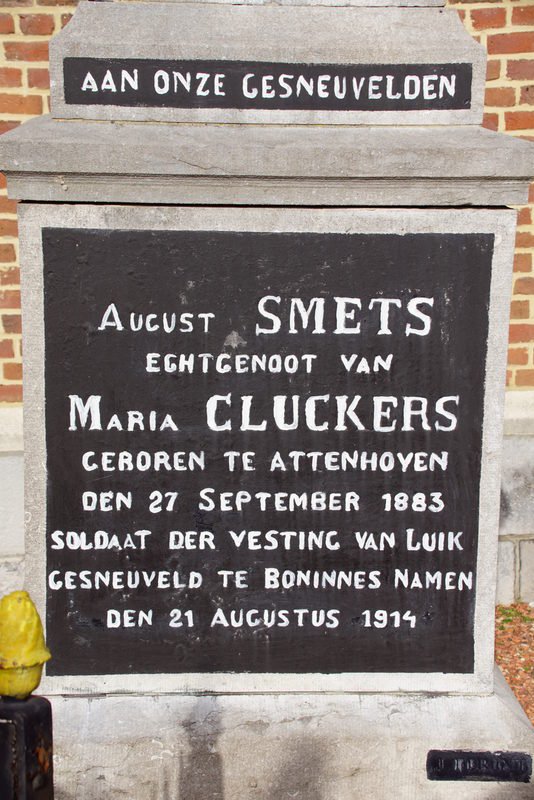 AAN ONZE GESNEUVELDEN
AUGUST SMETS
ECHTGENOOT VAN
MARIA CLUCKERS
GEBOREN TE ATTENHOVEN
DEN 27 SEPTEMBER 1883
SOLDAAT DER VESTING VAN LUIK
GESNEUVELD TE BONINNES NAMEN
DEN 21 AUGUSTUS 1914